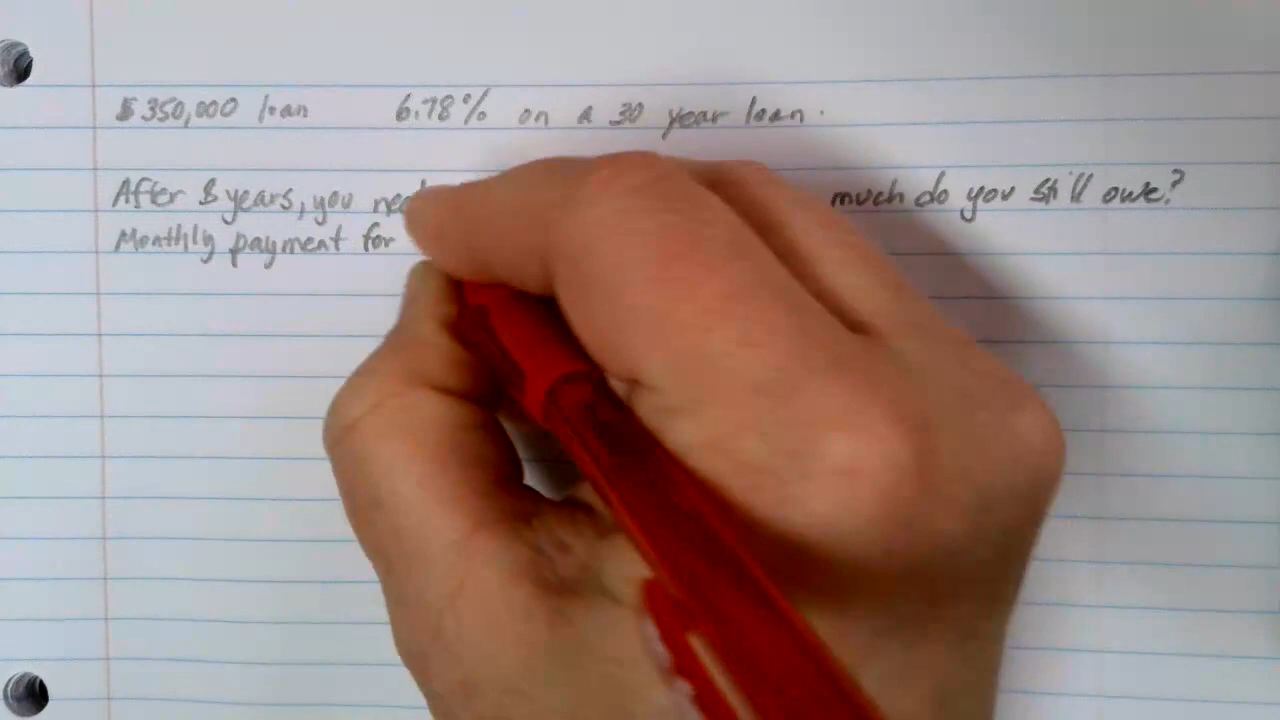 $350,000 loan 6.78% on a 30 year loan.
After 8 years, you much do you still owe?
Monthly payment for